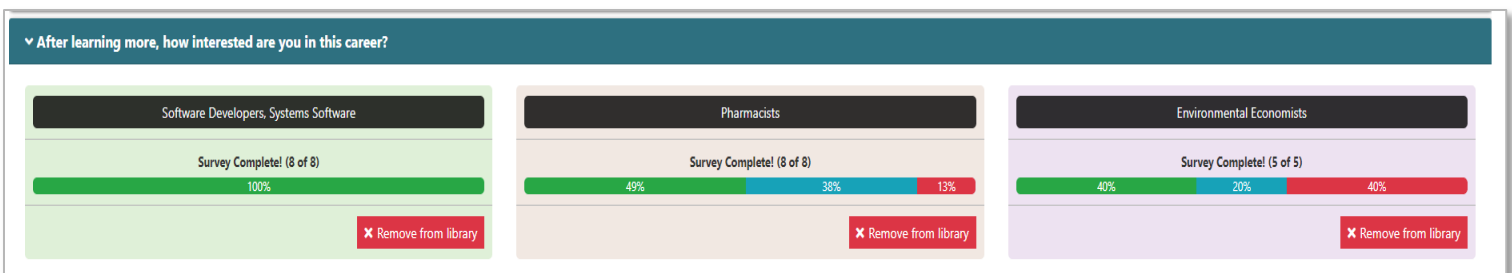 After learning more, how interested are you in this career?
Software Developers, Systems Software
Survey Complete! (8 of 8)
100%
Remove from library
Pharmacists
Survey Complete! (8 of 8)
49% 38% 13%
Remove from library
Environmental Economists
Survey Complete! (5 of 5)
40% 20% 40%
Remove from library